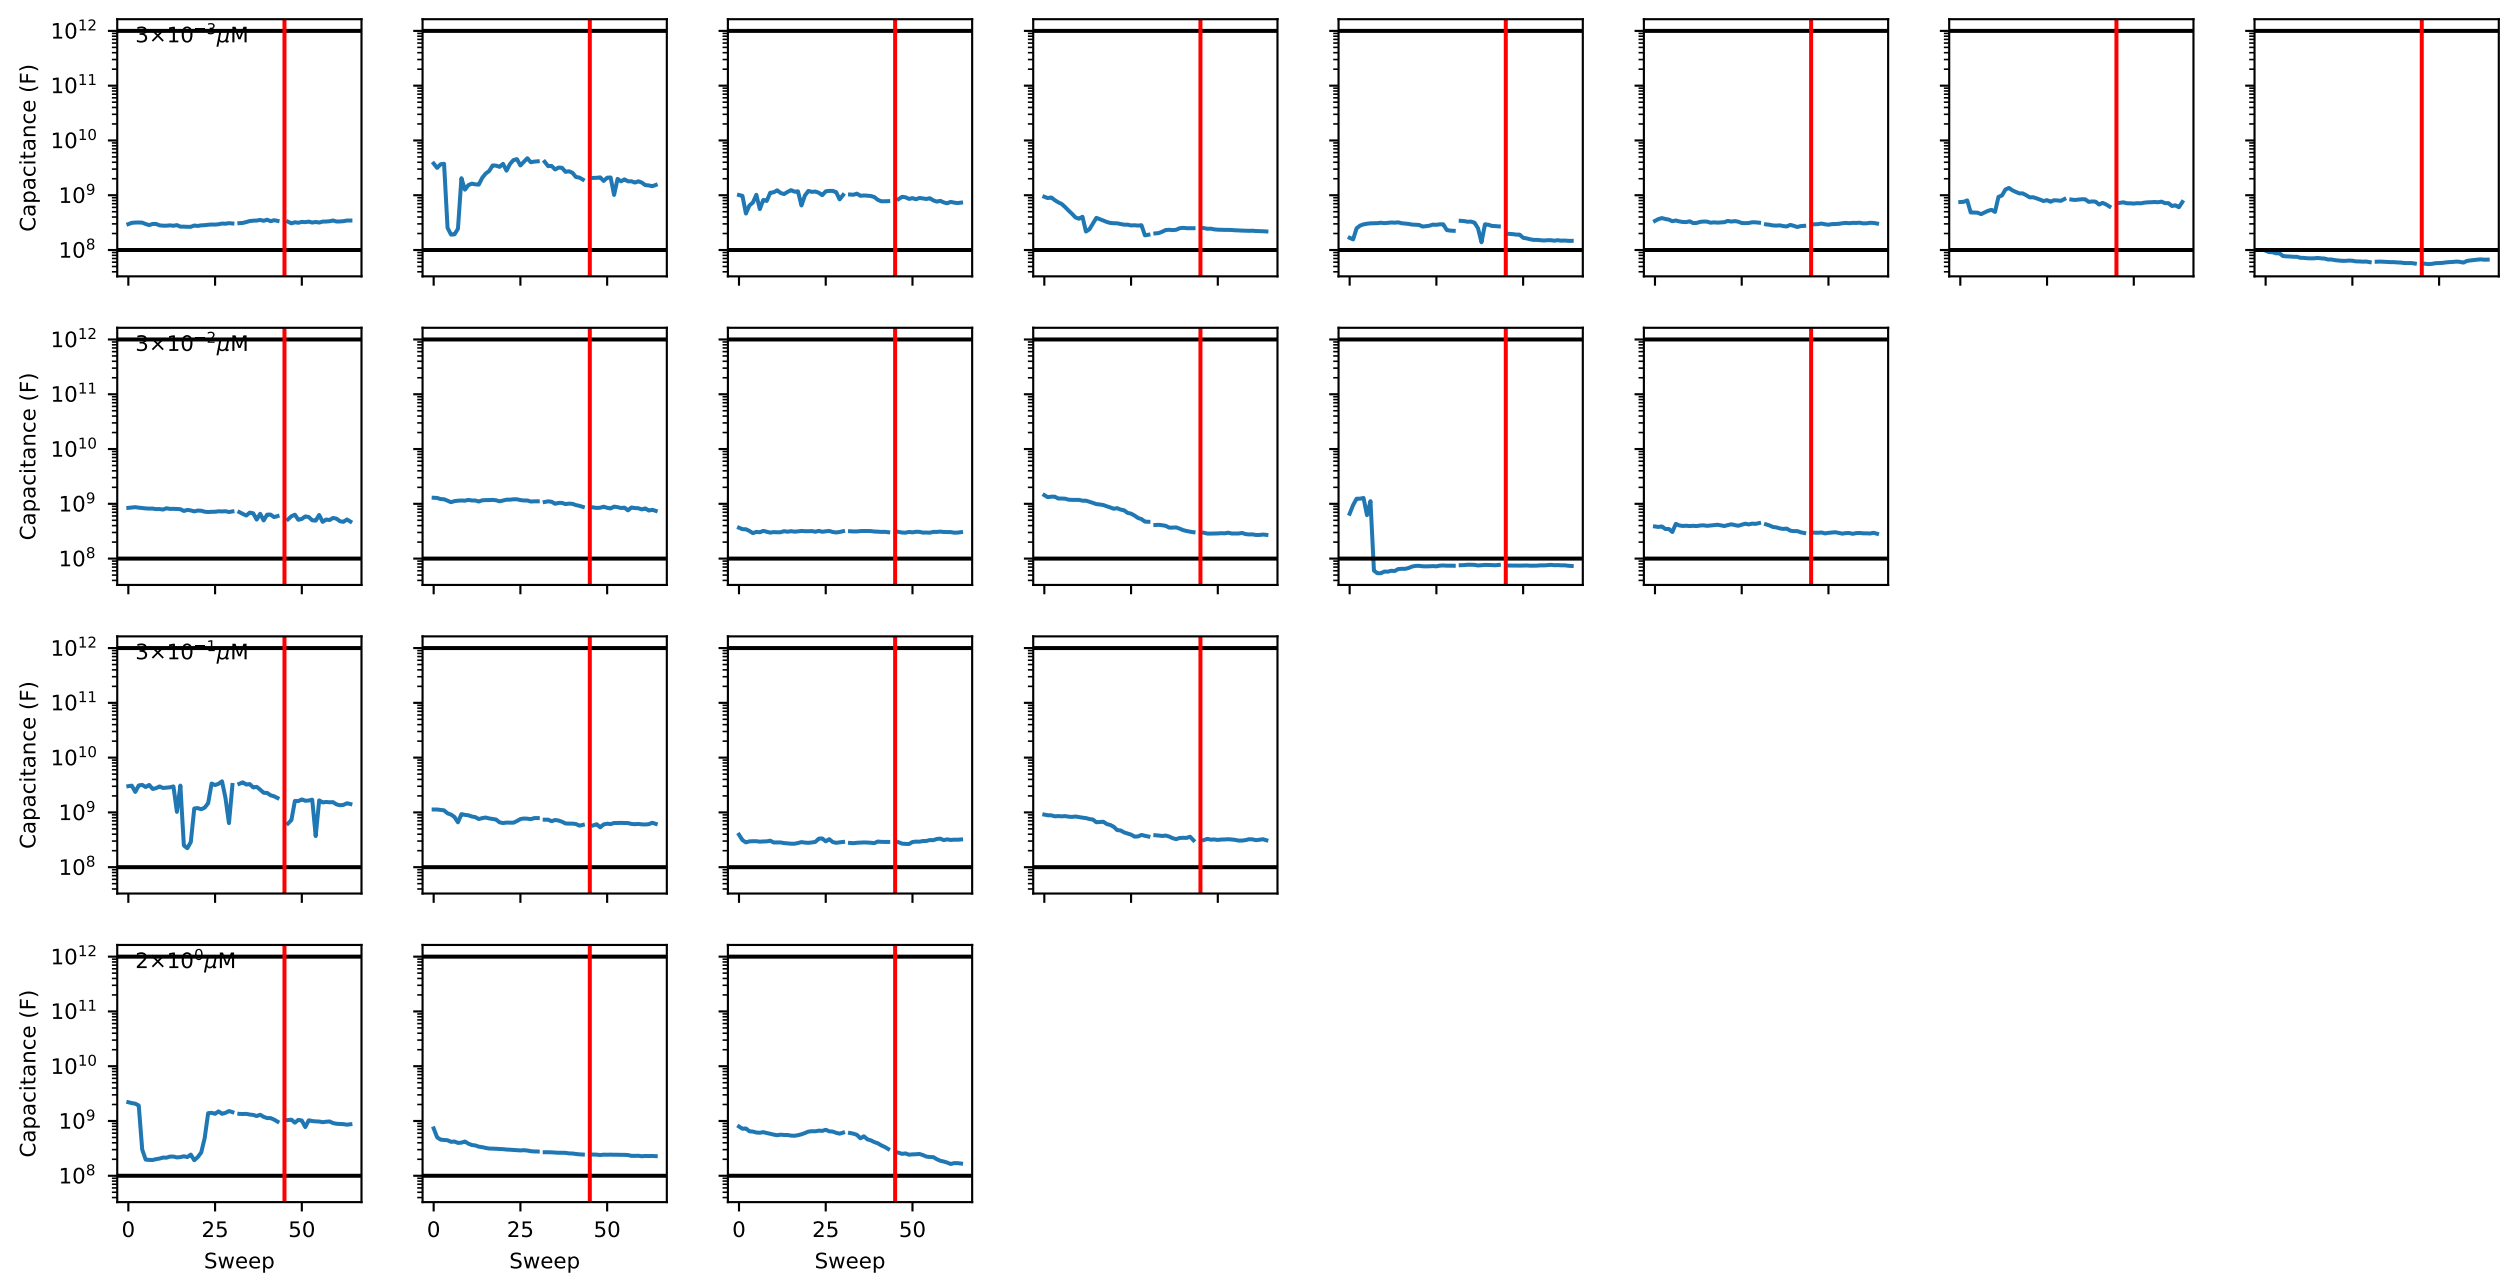 10¹²
3×10⁻³μM
10¹¹
10¹⁰
10⁹
10⁸
Capacitance (F)
10¹²
3×10⁻²μM
10¹¹
10¹⁰
10⁹
10⁸
Capacitance (F)
10¹²
3×10⁻¹μM
10¹¹
10¹⁰
10⁹
10⁸
Capacitance (F)
10¹²
2×10⁰μM
10¹¹
10¹⁰
10⁹
10⁸
Capacitance (F)
0 25 50 0 25 50 0 25 50
Sweep Sweep Sweep